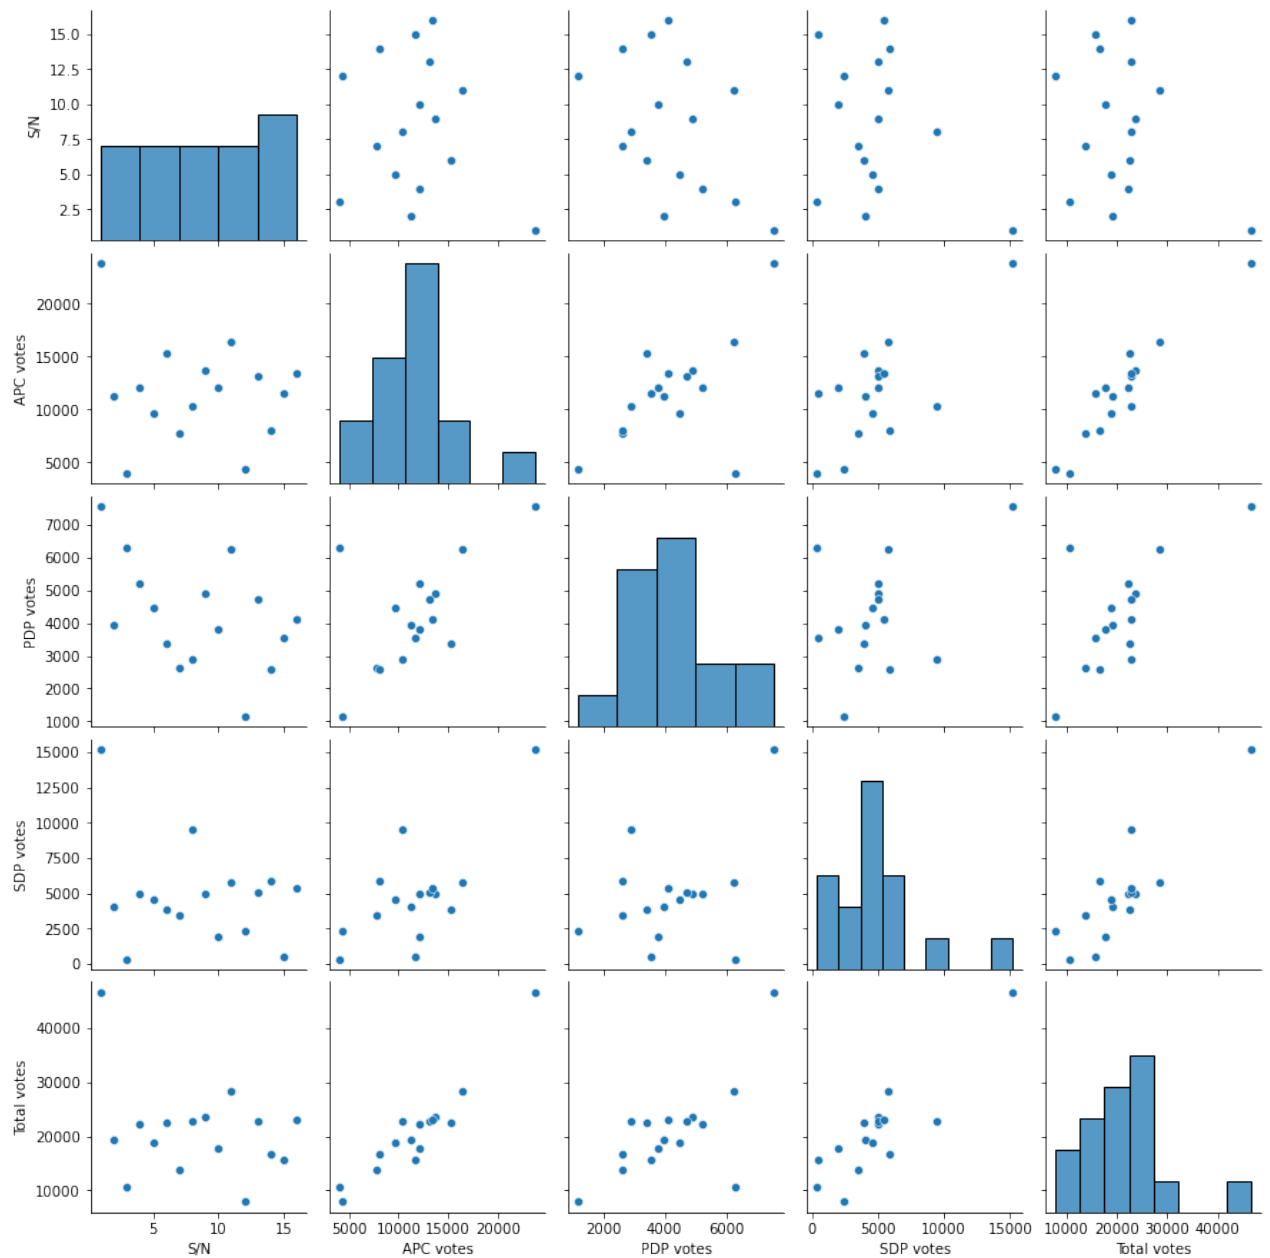 15.0
12.5
10.0
7.5
5.0
2.5
S/N
20000
15000
10000
5000
APC votes
7000
6000
5000
4000
3000
2000
1000
PDP votes
15000
12500
10000
7500
5000
2500
0
SDP votes
40000
30000
20000
10000
Total votes
5 10 15
S/N
5000 10000 15000 20000
APC votes
2000 4000 6000
PDP votes
0 5000 10000 15000
SDP votes
10000 20000 30000 40000
Total votes